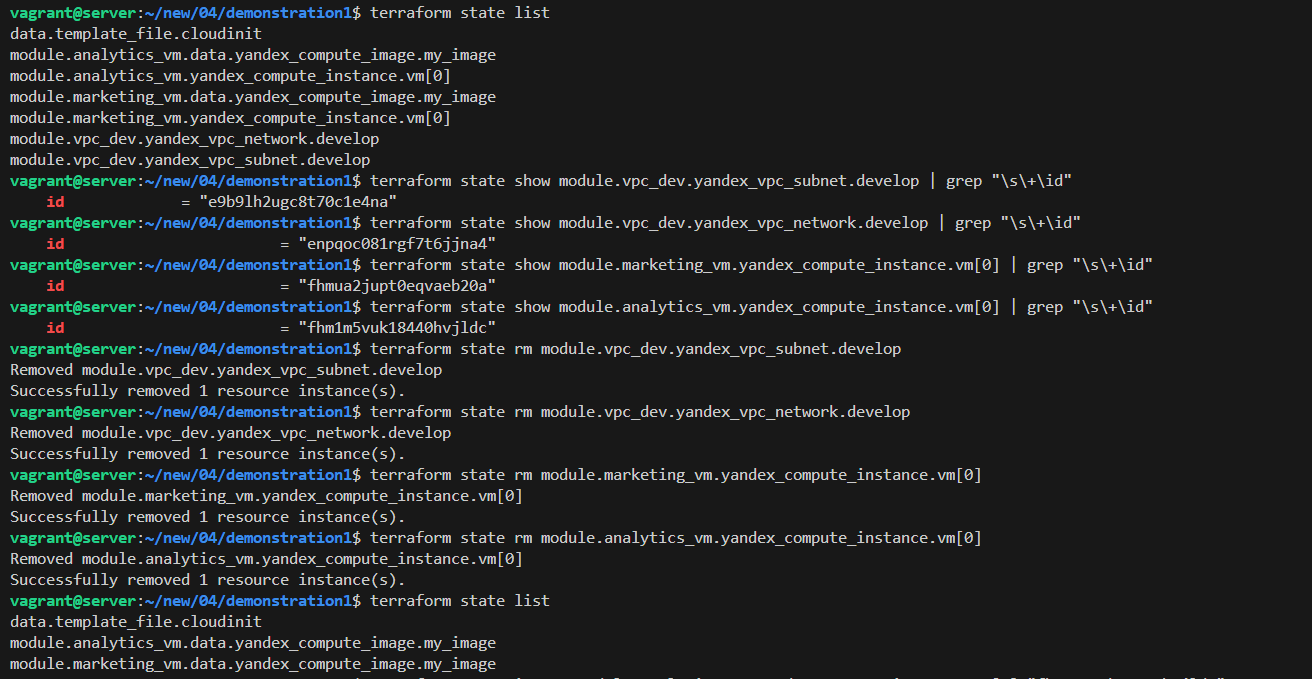 vagrant@server:~/new/04/demonstration1$ terraform state list
data.template_file.cloudinit
module.analytics_vm.data.yandex_compute_image.my_image
module.analytics_vm.yandex_compute_instance.vm[0]
module.marketing_vm.data.yandex_compute_image.my_image
module.marketing_vm.yandex_compute_instance.vm[0]
module.vpc_dev.yandex_vpc_network.develop
module.vpc_dev.yandex_vpc_subnet.develop
vagrant@server:~/new/04/demonstration1$ terraform state show module.vpc_dev.yandex_vpc_subnet.develop | grep "\s\+\id"
id = "e9b9lh2ugc8t70c1e4na"
vagrant@server:~/new/04/demonstration1$ terraform state show module.vpc_dev.yandex_vpc_network.develop | grep "\s\+\id"
id = "enpqoc081rgf7t6jjna4"
vagrant@server:~/new/04/demonstration1$ terraform state show module.marketing_vm.yandex_compute_instance.vm[0] | grep "\s\+\id"
id = "fhmua2jupt0eqvaeb20a"
vagrant@server:~/new/04/demonstration1$ terraform state show module.analytics_vm.yandex_compute_instance.vm[0] | grep "\s\+\id"
id = "fhm1m5vuk18440hvjldc"
vagrant@server:~/new/04/demonstration1$ terraform state rm module.vpc_dev.yandex_vpc_subnet.develop
Removed module.vpc_dev.yandex_vpc_subnet.develop
Successfully removed 1 resource instance(s).
vagrant@server:~/new/04/demonstration1$ terraform state rm module.vpc_dev.yandex_vpc_network.develop
Removed module.vpc_dev.yandex_vpc_network.develop
Successfully removed 1 resource instance(s).
vagrant@server:~/new/04/demonstration1$ terraform state rm module.marketing_vm.yandex_compute_instance.vm[0]
Removed module.marketing_vm.yandex_compute_instance.vm[0]
Successfully removed 1 resource instance(s).
vagrant@server:~/new/04/demonstration1$ terraform state rm module.analytics_vm.yandex_compute_instance.vm[0]
Removed module.analytics_vm.yandex_compute_instance.vm[0]
Successfully removed 1 resource instance(s).
vagrant@server:~/new/04/demonstration1$ terraform state list
data.template_file.cloudinit
module.analytics_vm.data.yandex_compute_image.my_image
module.marketing_vm.data.yandex_compute_image.my_image